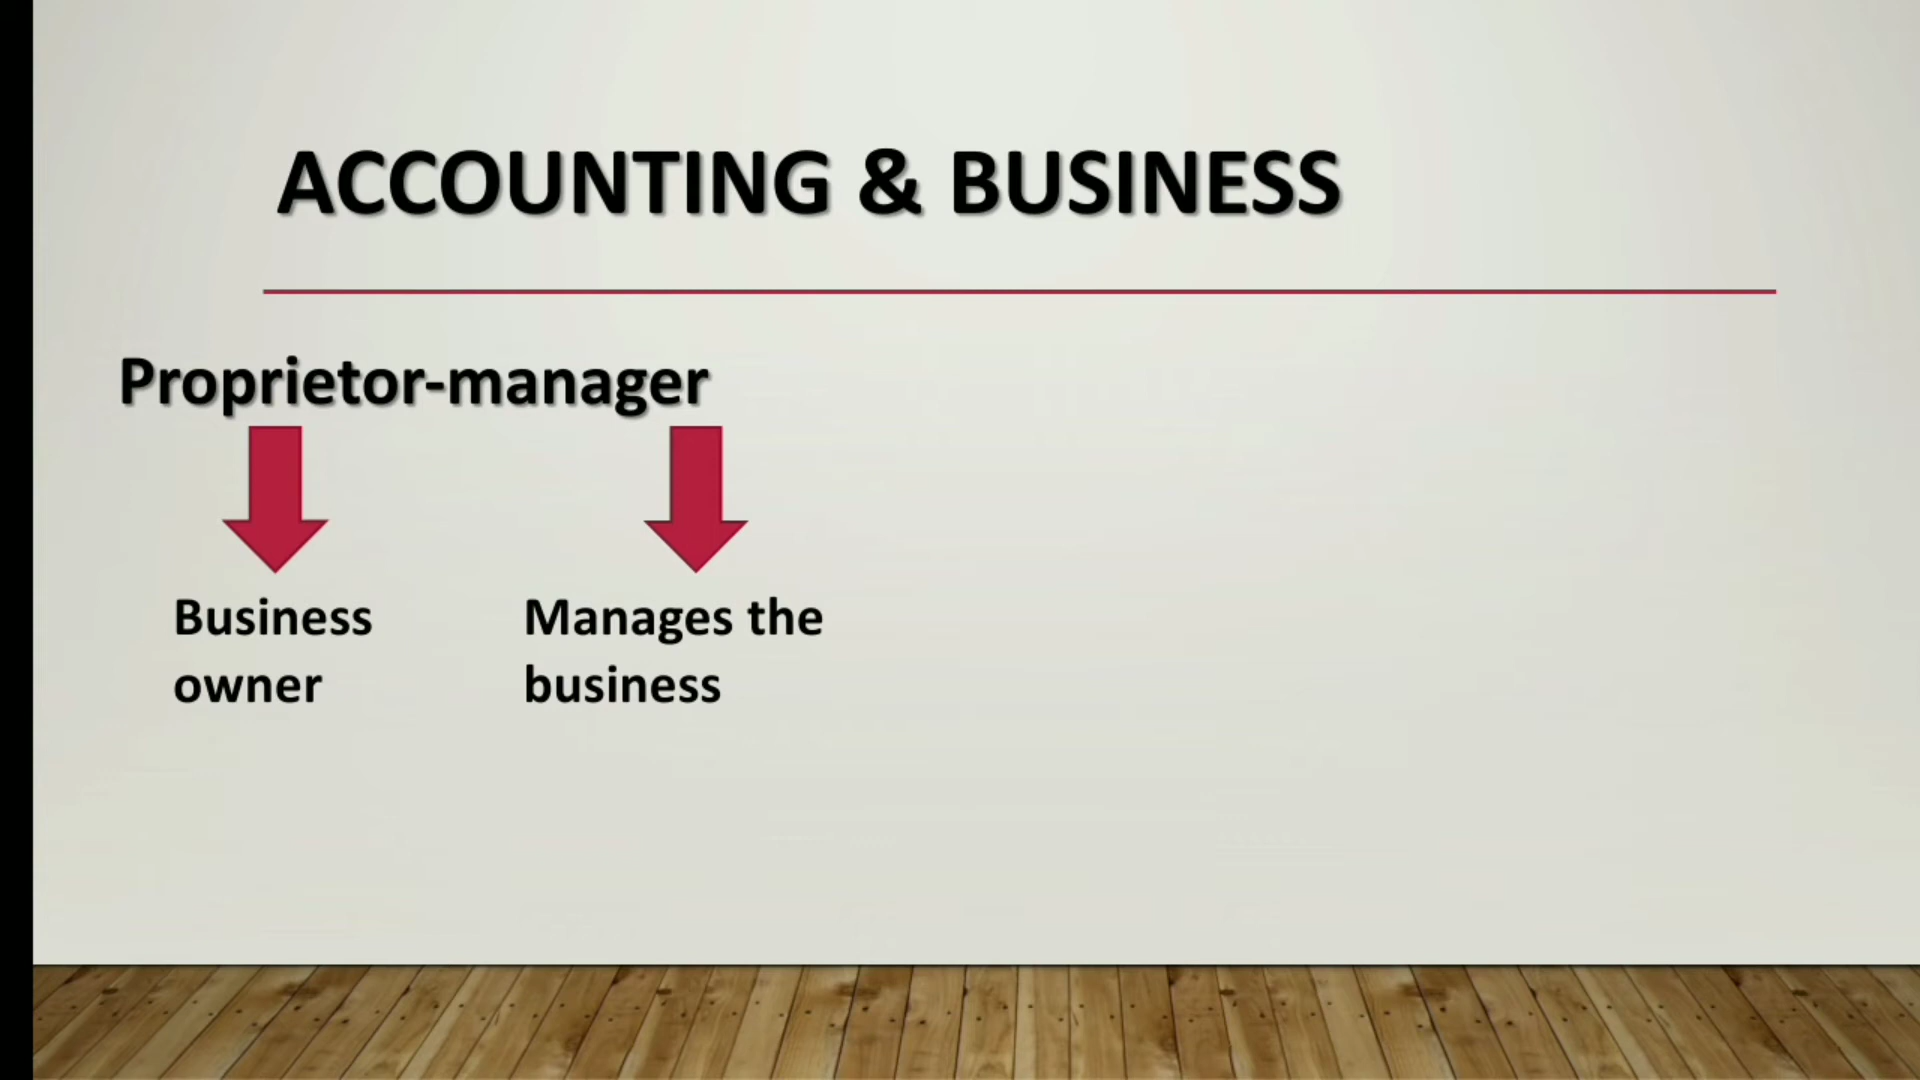 ACCOUNTING & BUSINESS
Proprietor-manager
Business
owner
Manages the
business